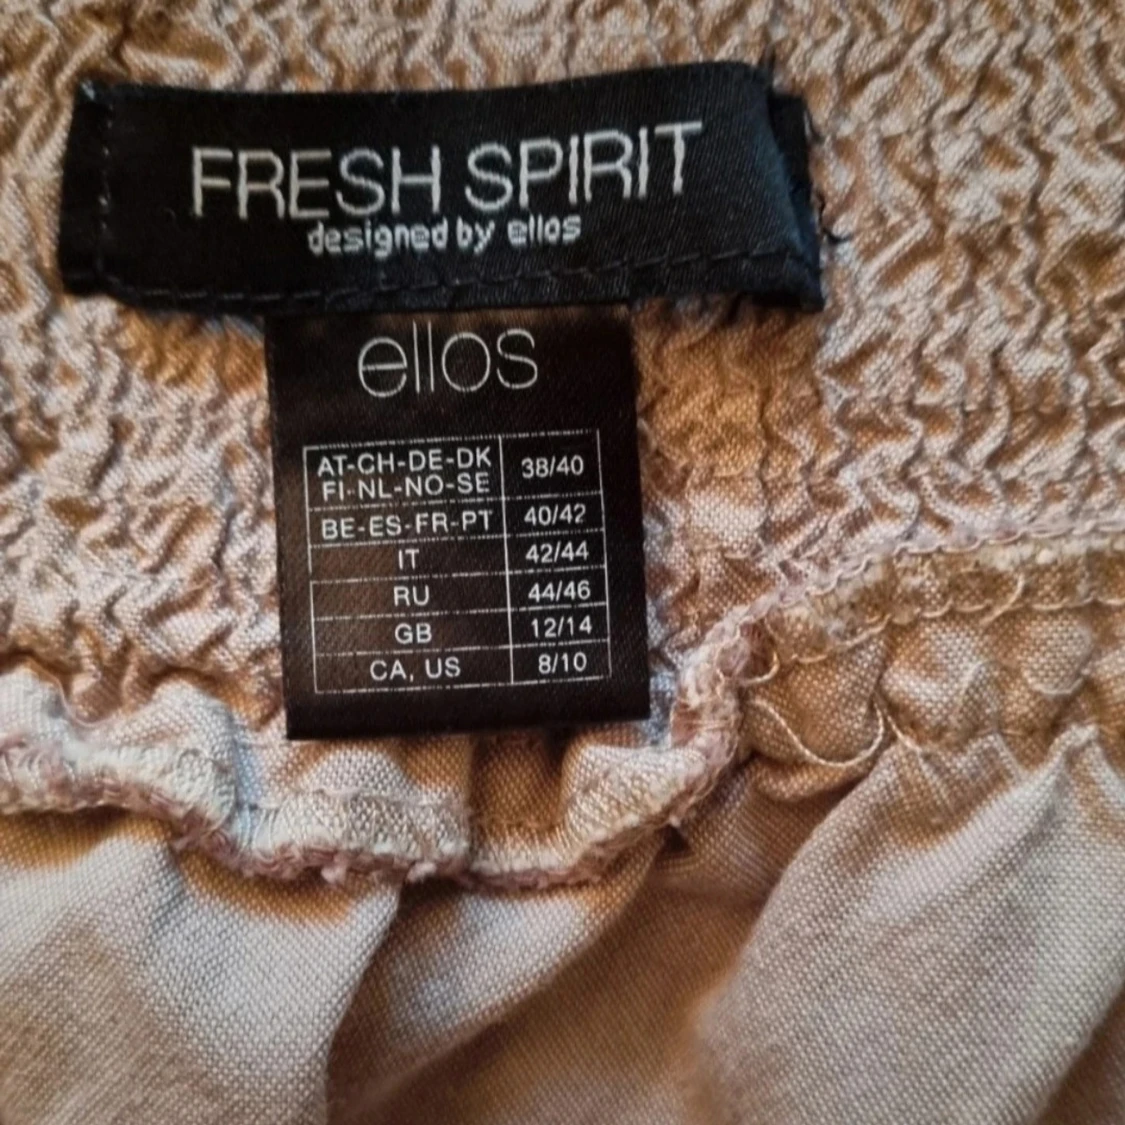 FRESH SPIRIT
designed by ellos
ellos
AT-CH-DE-DK
FI-NL-NO-SE 38/40
BE-ES-FR-PT 40/42
IT 42/44
RU 44/46
GB 12/14
CA, US 8/10